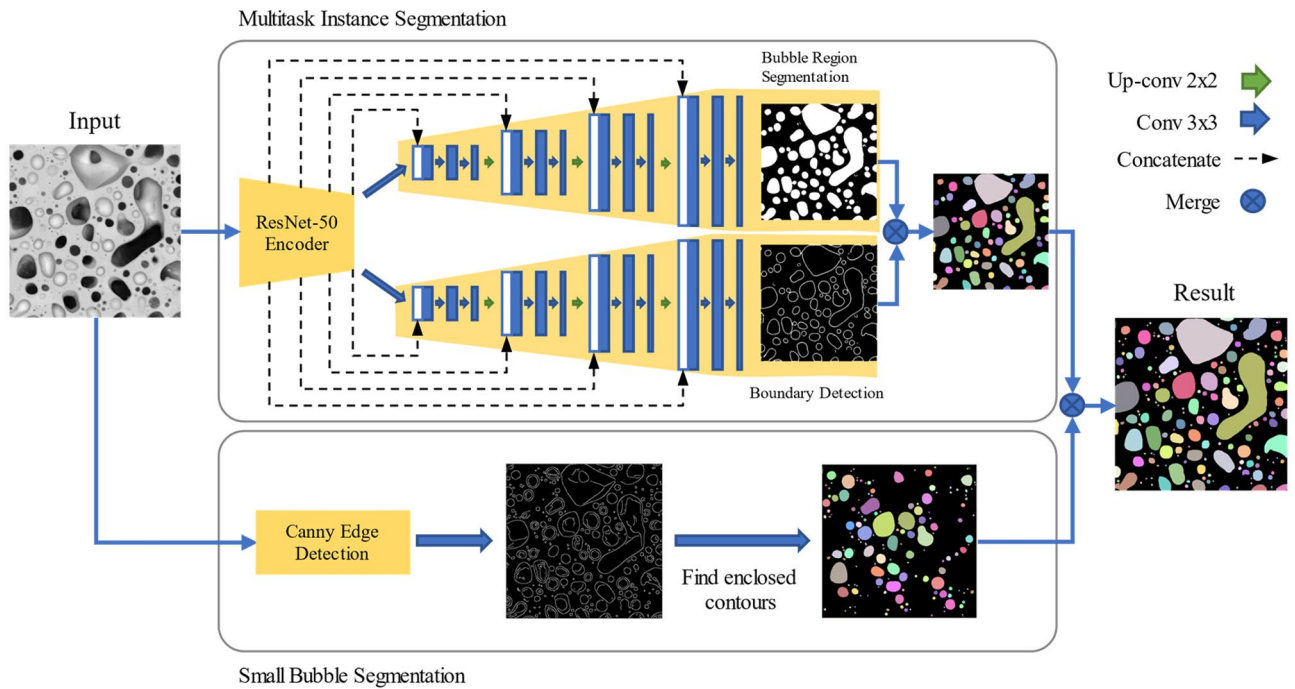 Multitask Instance Segmentation
Input
ResNet-50
Encoder
Bubble Region
Segmentation
Boundary Detection
Up-conv 2x2
Conv 3x3
Concatenate
Merge
Result
Canny Edge
Detection
Find enclosed
contours
Small Bubble Segmentation